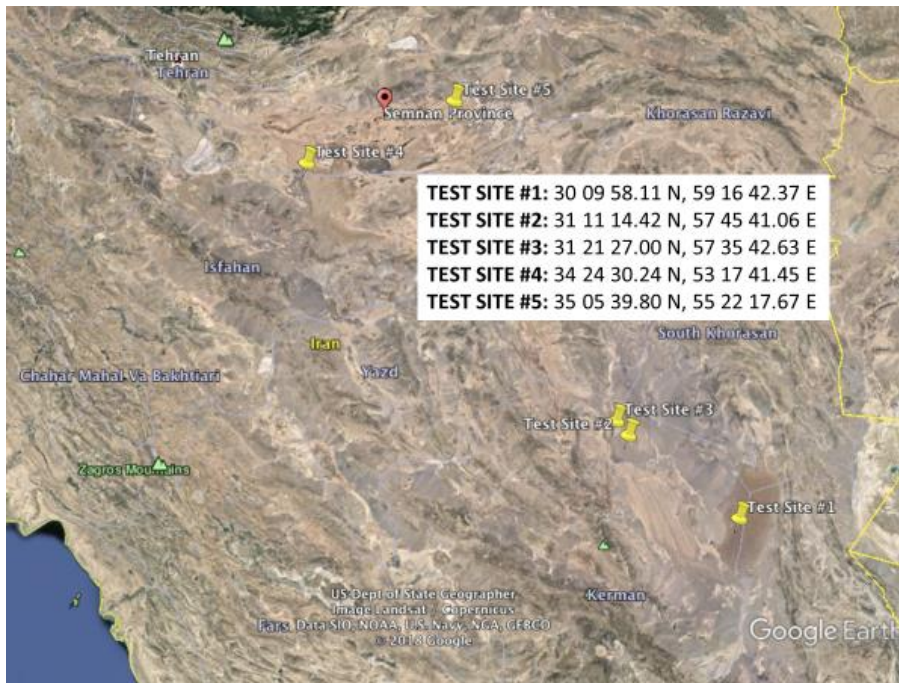 Tehran
Tehran
Test Site #5
Semnan Province
Khorasan Razavi
Test Site #4
TEST SITE #1: 30 09 58.11 N, 59 16 42.37 E
TEST SITE #2: 31 11 14.42 N, 57 45 41.06 E
TEST SITE #3: 31 21 27.00 N, 57 35 42.63 E
TEST SITE #4: 34 24 30.24 N, 53 17 41.45 E
TEST SITE #5: 35 05 39.80 N, 55 22 17.67 E
Isfahan
South Khorasan
Iran
Chahar Mahal Va Bakhtiari
Yazd
Test Site #3
Test Site #2
Zagros Mountains
Test Site #1
Kerman
US Dept of State Geographer
Image Landsat / Copernicus
Fars
Data SIO, NOAA, U.S. Navy, NGA, GEBCO
© 2018 Google
Google Earth